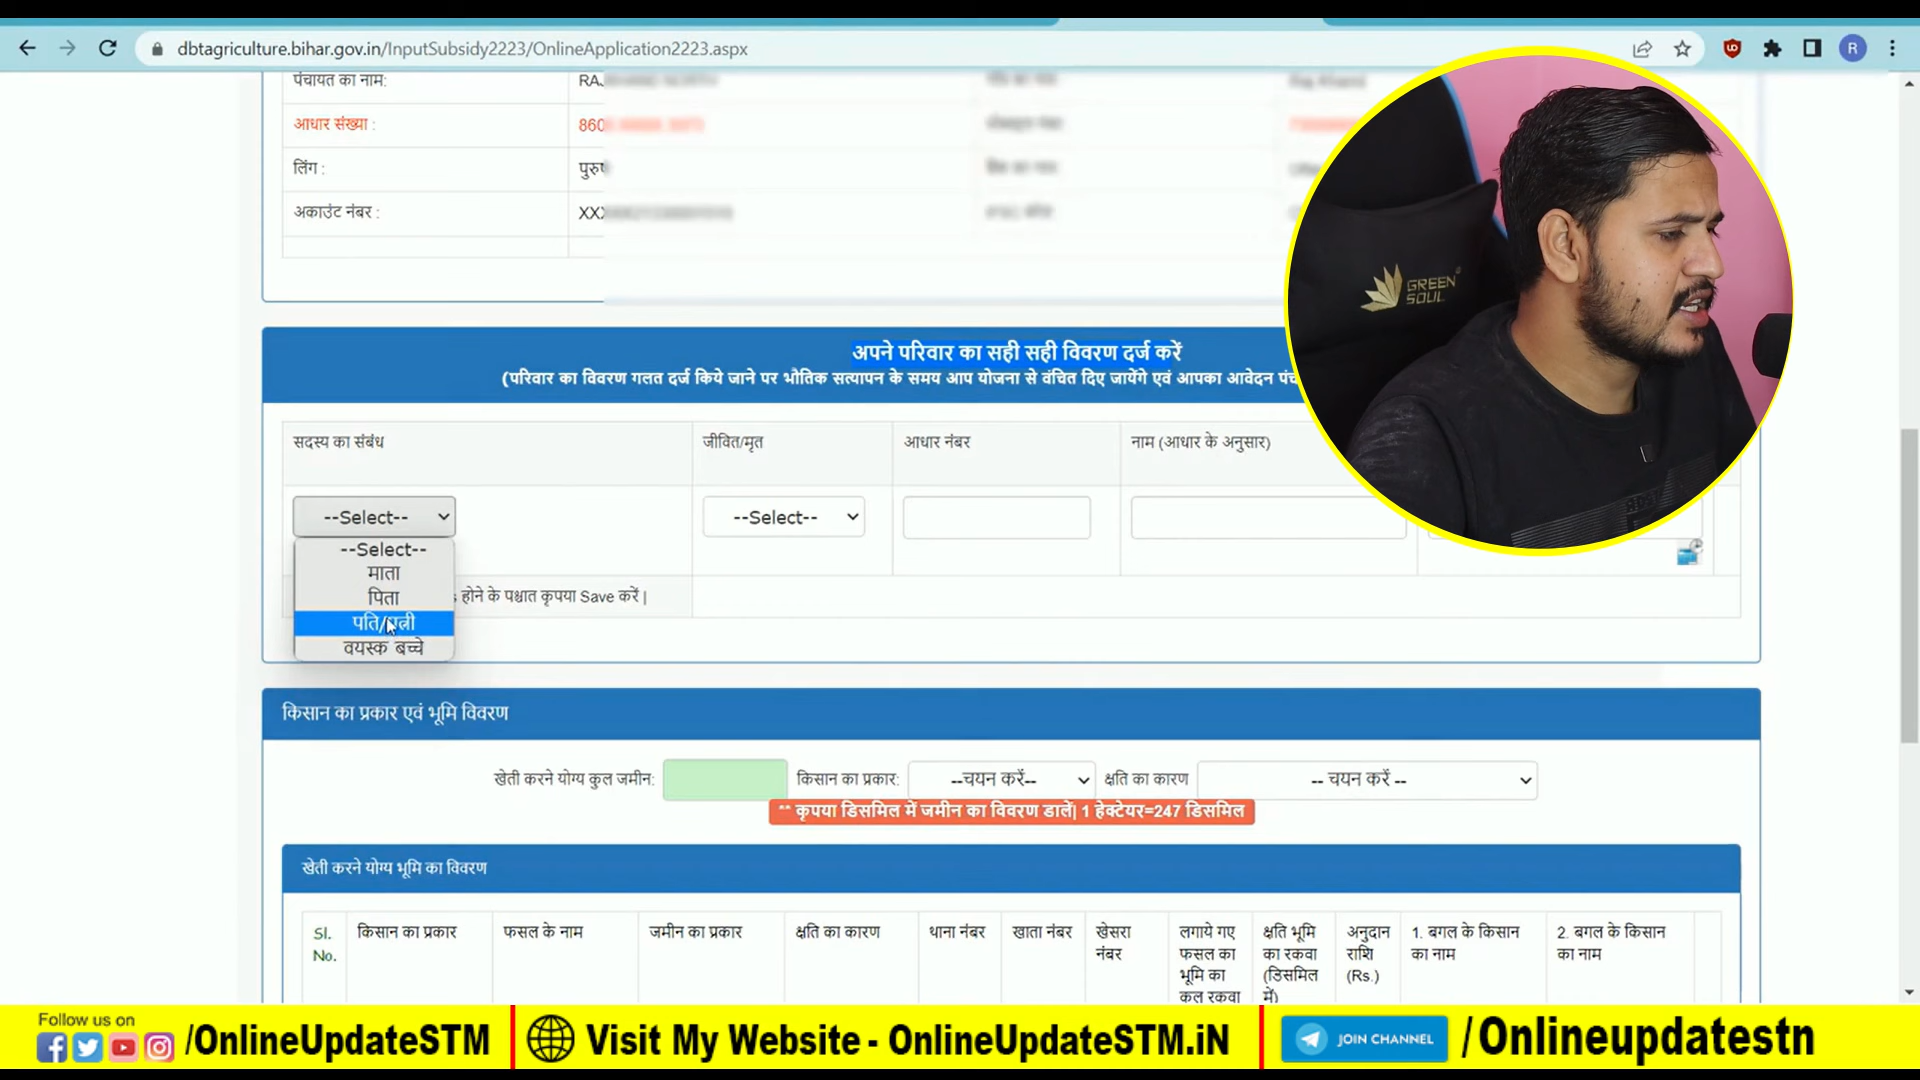 dbtagriculture.bihar.gov.in/InputSubsidy2223/OnlineApplication2223.aspx
R
पंचायत का नाम:
RAJ
आधार संख्या :
860
लिंग :
पुरुष
अकाउंट नंबर :
XXX
GREEN SOUL
अपने परिवार का सही सही विवरण दर्ज करें
(परिवार का विवरण गलत दर्ज किये जाने पर भौतिक सत्यापन के समय आप योजना से वंचित दिए जायेंगे एवं आपका आवेदन
सदस्य का संबंध जीवित/मृत आधार नंबर नाम (आधार के अनुसार)
--Select-- --Select--
--Select--
माता
पिता
पति/पत्नी
वयस्क बच्चे
होने के पश्चात कृपया Save करें |
किसान का प्रकार एवं भूमि विवरण
खेती करने योग्य कुल जमीन: किसान का प्रकार: --चयन करें-- क्षति का कारण -- चयन करें --
** कृपया डिसमिल में जमीन का विवरण डालें| 1 हेक्टेयर=247 डिसमिल
खेती करने योग्य भूमि का विवरण
Sl. No. किसान का प्रकार फसल के नाम जमीन का प्रकार क्षति का कारण थाना नंबर खाता नंबर खेसरा नंबर लगाये गए फसल का भूमि का कुल रकवा क्षति भूमि का रकवा (डिसमिल में) अनुदान राशि (Rs.) 1. बगल के किसान का नाम 2. बगल के किसान का नाम
Follow us on
/OnlineUpdateSTM
Visit My Website - OnlineUpdateSTM.iN
JOIN CHANNEL
/Onlineupdatestn